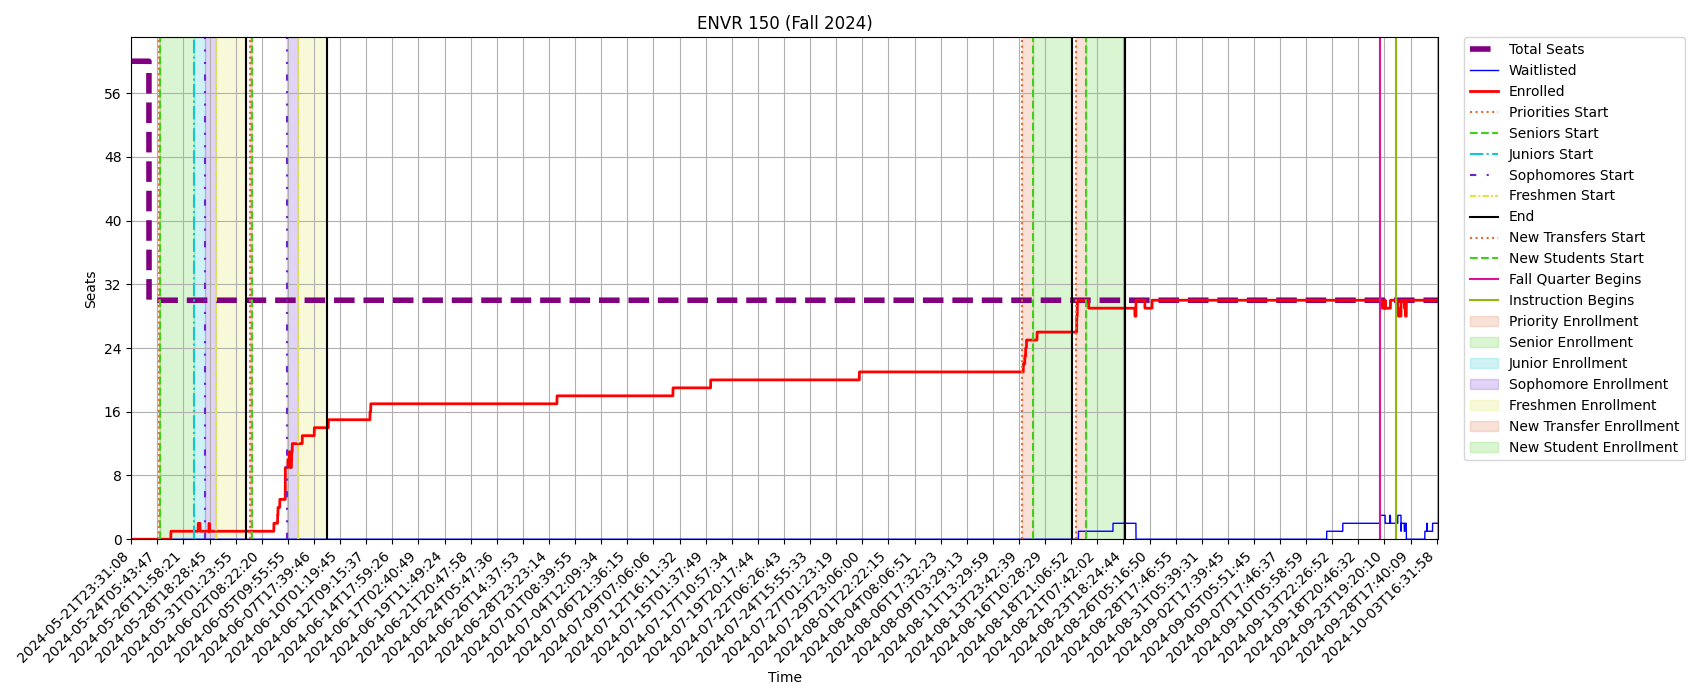 ENVR 150 (Fall 2024)
Seats
56
48
40
32
24
16
8
0
2024-05-21T23:31:08
2024-05-24T05:43:47
2024-05-26T11:58:21
2024-05-28T18:28:45
2024-05-31T01:23:55
2024-06-02T08:22:20
2024-06-05T09:55:55
2024-06-07T17:39:46
2024-06-10T01:19:45
2024-06-12T09:15:37
2024-06-14T17:59:26
2024-06-17T02:40:49
2024-06-19T11:49:24
2024-06-21T20:47:58
2024-06-24T05:47:36
2024-06-26T14:37:53
2024-06-28T23:23:14
2024-07-01T08:39:55
2024-07-04T12:09:34
2024-07-06T21:36:15
2024-07-09T07:06:06
2024-07-12T16:11:32
2024-07-15T01:37:49
2024-07-17T10:57:34
2024-07-19T20:17:44
2024-07-22T06:26:43
2024-07-24T15:55:33
2024-07-27T01:23:19
2024-07-29T23:06:00
2024-08-01T22:22:15
2024-08-04T08:06:51
2024-08-06T17:32:23
2024-08-09T03:29:13
2024-08-11T13:29:59
2024-08-13T23:42:39
2024-08-16T10:28:29
2024-08-18T21:06:52
2024-08-21T07:42:02
2024-08-23T18:24:44
2024-08-26T05:16:50
2024-08-28T17:46:55
2024-08-31T05:39:31
2024-09-02T17:39:45
2024-09-05T05:51:45
2024-09-07T17:46:37
2024-09-10T05:58:59
2024-09-13T12:26:52
2024-09-18T20:46:32
2024-09-23T19:20:10
2024-09-28T17:40:09
2024-10-03T16:31:58
Time
Total Seats
Waitlisted
Enrolled
Priorities Start
Seniors Start
Juniors Start
Sophomores Start
Freshmen Start
End
New Transfers Start
New Students Start
Fall Quarter Begins
Instruction Begins
Priority Enrollment
Senior Enrollment
Junior Enrollment
Sophomore Enrollment
Freshmen Enrollment
New Transfer Enrollment
New Student Enrollment